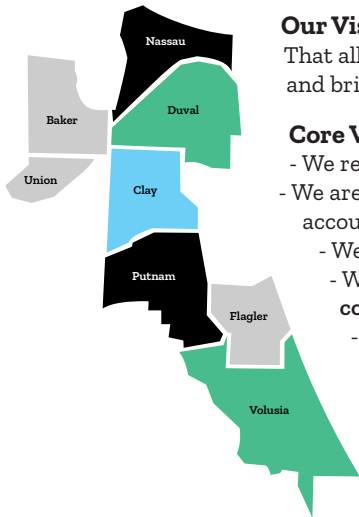 Nassau
Duval
Baker
Union
Clay
Putnam
Flagler
Volusia
Our Vis
That all
and bri
Core V
- We re
- We are
accou
- We
- W
co
-